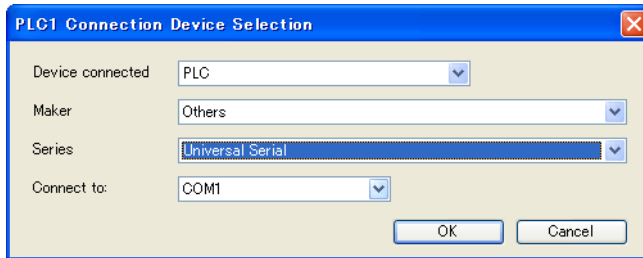 PLC1 Connection Device Selection
Device connected PLC
Maker Others
Series Universal Serial
Connect to: COM1
OK Cancel